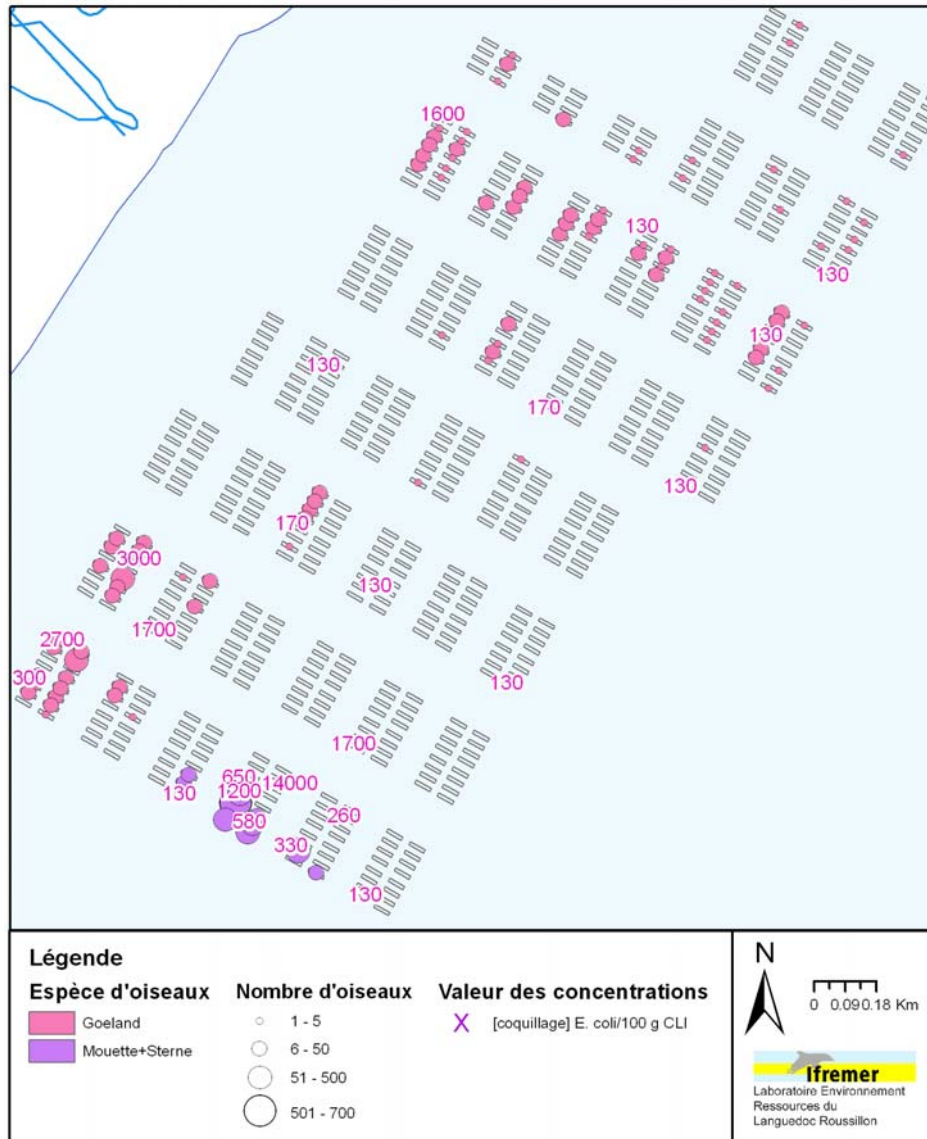 1600
130
130
130
130
170
130
170
130
3000
1700
130
2700
300
1700
650
14000
130
1200
580
260
330
130
Légende
Espèce d'oiseaux
Goeland
Mouette+Sterne
Nombre d'oiseaux
1 - 5
6 - 50
51 - 500
501 - 700
Valeur des concentrations
X [coquillage] E. coli/100 g CLI
N
0 0.09 0.18 Km
Ifremer
Laboratoire Environnement
Ressources du
Languedoc Roussillon